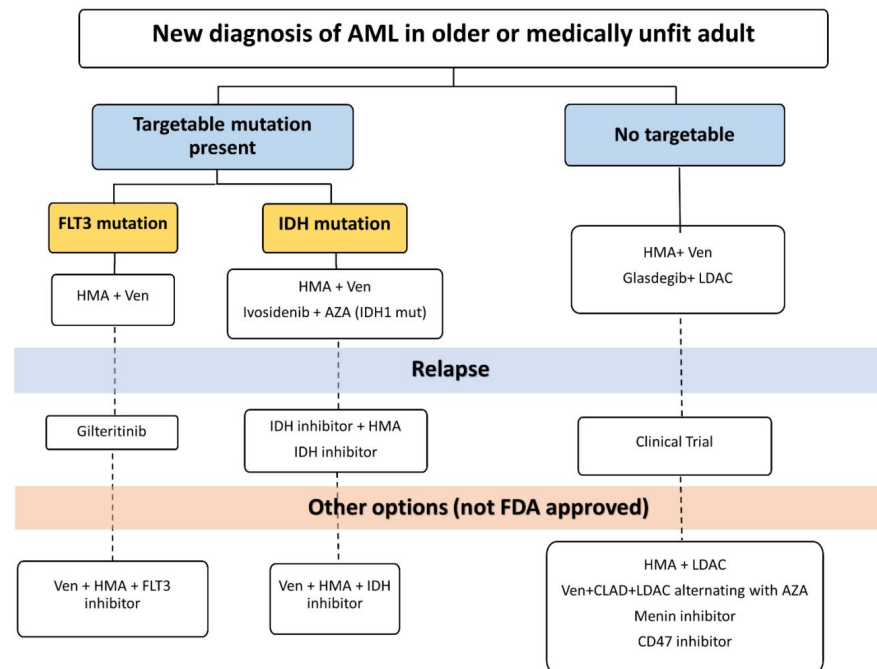 New diagnosis of AML in older or medically unfit adult
Targetable mutation
present
No targetable
FLT3 mutation
IDH mutation
HMA + Ven
HMA + Ven
Ivosidenib + AZA (IDH1 mut)
HMA+ Ven
Glasdegib+ LDAC
Relapse
Gilteritinib
IDH inhibitor + HMA
IDH inhibitor
Clinical Trial
Other options (not FDA approved)
Ven + HMA + FLT3
inhibitor
Ven + HMA + IDH
inhibitor
HMA + LDAC
Ven+CLAD+LDAC alternating with AZA
Menin inhibitor
CD47 inhibitor